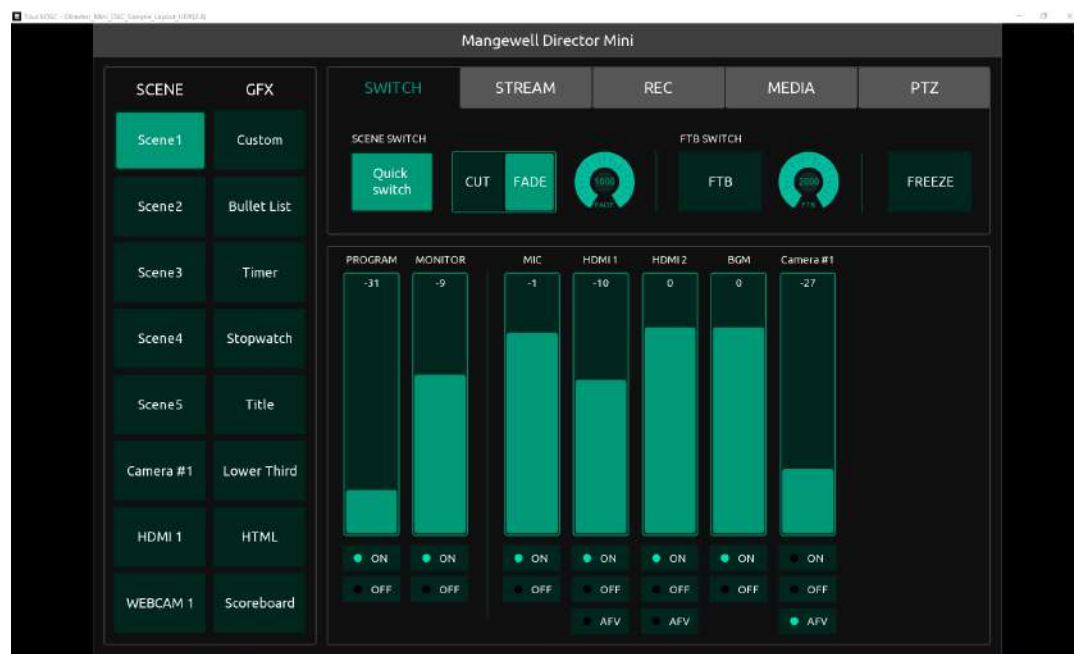 TouchOSC - Director_Mini_OSC_Sample_Layout_
Mangewell Director Mini
SCENE GFX
SWITCH STREAM REC MEDIA PTZ
Scene1 Custom
SCENE SWITCH FTB SWITCH
Quick switch CUT FADE 1000 FADE FTB 2000 FTB FREEZE
Scene2 Bullet List
Scene3 Timer
Scene4 Stopwatch
Scene5 Title
Camera #1 Lower Third
HDMI 1 HTML
WEBCAM 1 Scoreboard
PROGRAM MONITOR MIC HDMI 1 HDMI 2 BGM Camera #1
-31 -9 -1 -10 0 0 -27
ON ON ON ON ON ON ON
OFF OFF OFF OFF OFF OFF OFF
AFV AFV AFV